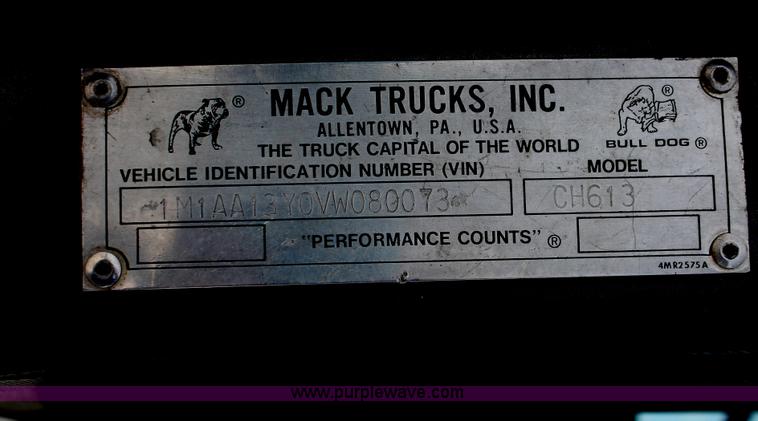 MACK TRUCKS, INC.
ALLENTOWN, PA., U.S.A.
THE TRUCK CAPITAL OF THE WORLD
BULL DOG ®
VEHICLE IDENTIFICATION NUMBER (VIN) MODEL
1M1AA13Y0VW080073 CH613
"PERFORMANCE COUNTS" ®
4MR2575A
www.purplewave.com